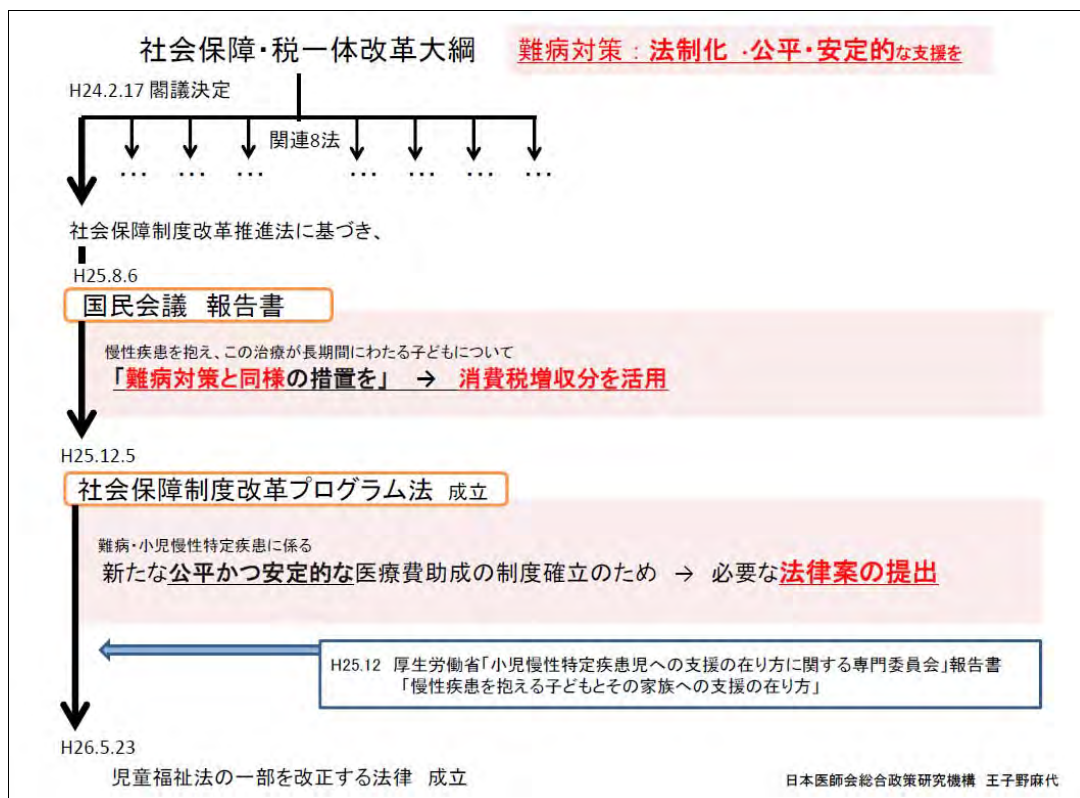 社会保障・税一体改革大綱
難病対策：法制化・公平・安定的な支援を
H24.2.17 閣議決定
関連8法
… … … … … … …
社会保障制度改革推進法に基づき、
H25.8.6
国民会議　報告書
慢性疾患を抱え、この治療が長期間にわたる子どもについて
「難病対策と同様の措置を」 → 消費税増収分を活用
H25.12.5
社会保障制度改革プログラム法 成立
難病・小児慢性特定疾患に係る
新たな公平かつ安定的な医療費助成の制度確立のため → 必要な法律案の提出
H25.12 厚生労働省「小児慢性特定疾患児への支援の在り方に関する専門委員会」報告書
「慢性疾患を抱える子どもとその家族への支援の在り方」
H26.5.23
児童福祉法の一部を改正する法律 成立
日本医師会総合政策研究機構 王子野麻代